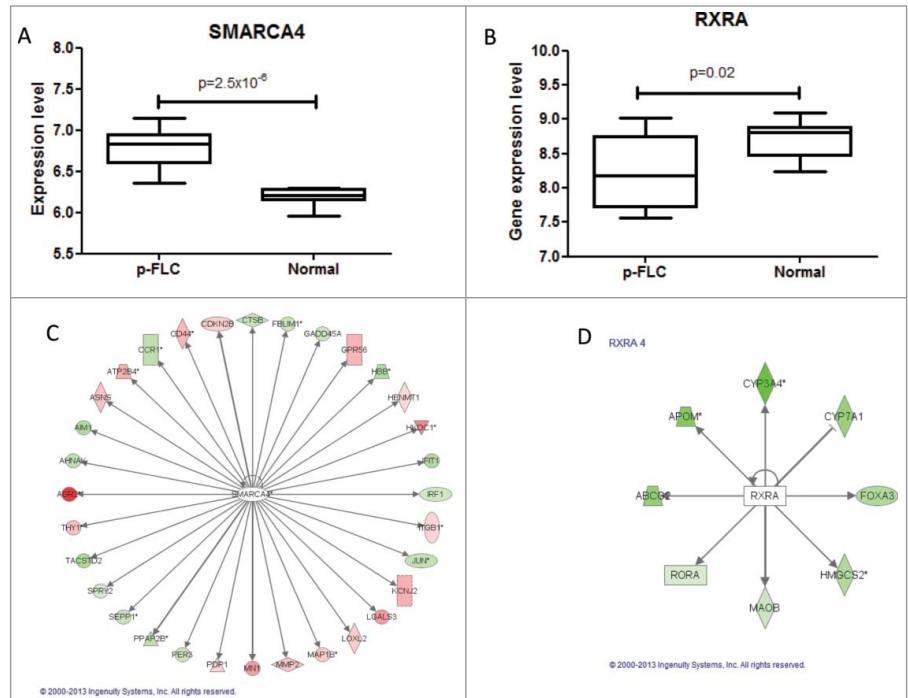 A
SMARCA4
8.0
7.5
7.0
6.5
6.0
5.5
Expression level
p=2.5x10⁻⁶
p-FLC
Normal
B
RXRA
10.0
9.5
9.0
8.5
8.0
7.5
7.0
Gene expression level
p=0.02
p-FLC
Normal
C
CTSB
FBLIM1*
GADD45A
GPR56
HBB*
HENMT1
IFIT1
IRF1
ITGB1*
JUN*
KCNJ2
LGALS3
LOXL2
MAP1B*
MMP2
MN1
PDP1
PER3
PPAP2B*
SEPP1*
SPRY2
TACSTD2
THY1*
AGR2*
AHNAK
AIM1
ASNS
ATP2B4*
CCR1*
CD44*
CDKN2B
SMARCA4*
© 2000-2013 Ingenuity Systems, Inc. All rights reserved.
D
RXRA 4
CYP3A4*
CYP7A1
FOXA3
HMGCS2*
MAOB
RORA
ABCG2
APOM*
RXRA
© 2000-2013 Ingenuity Systems, Inc. All rights reserved.